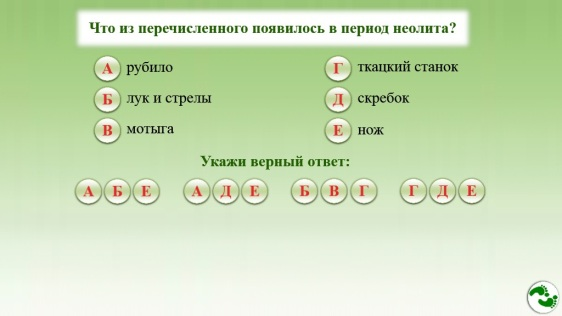 Что из перечисленного появилось в период неолита?
А рубило
Б лук и стрелы
В мотыга
Г ткацкий станок
Д скребок
Е нож
Укажи верный ответ:
А Б Е А Д Е Б В Г Г Д Е